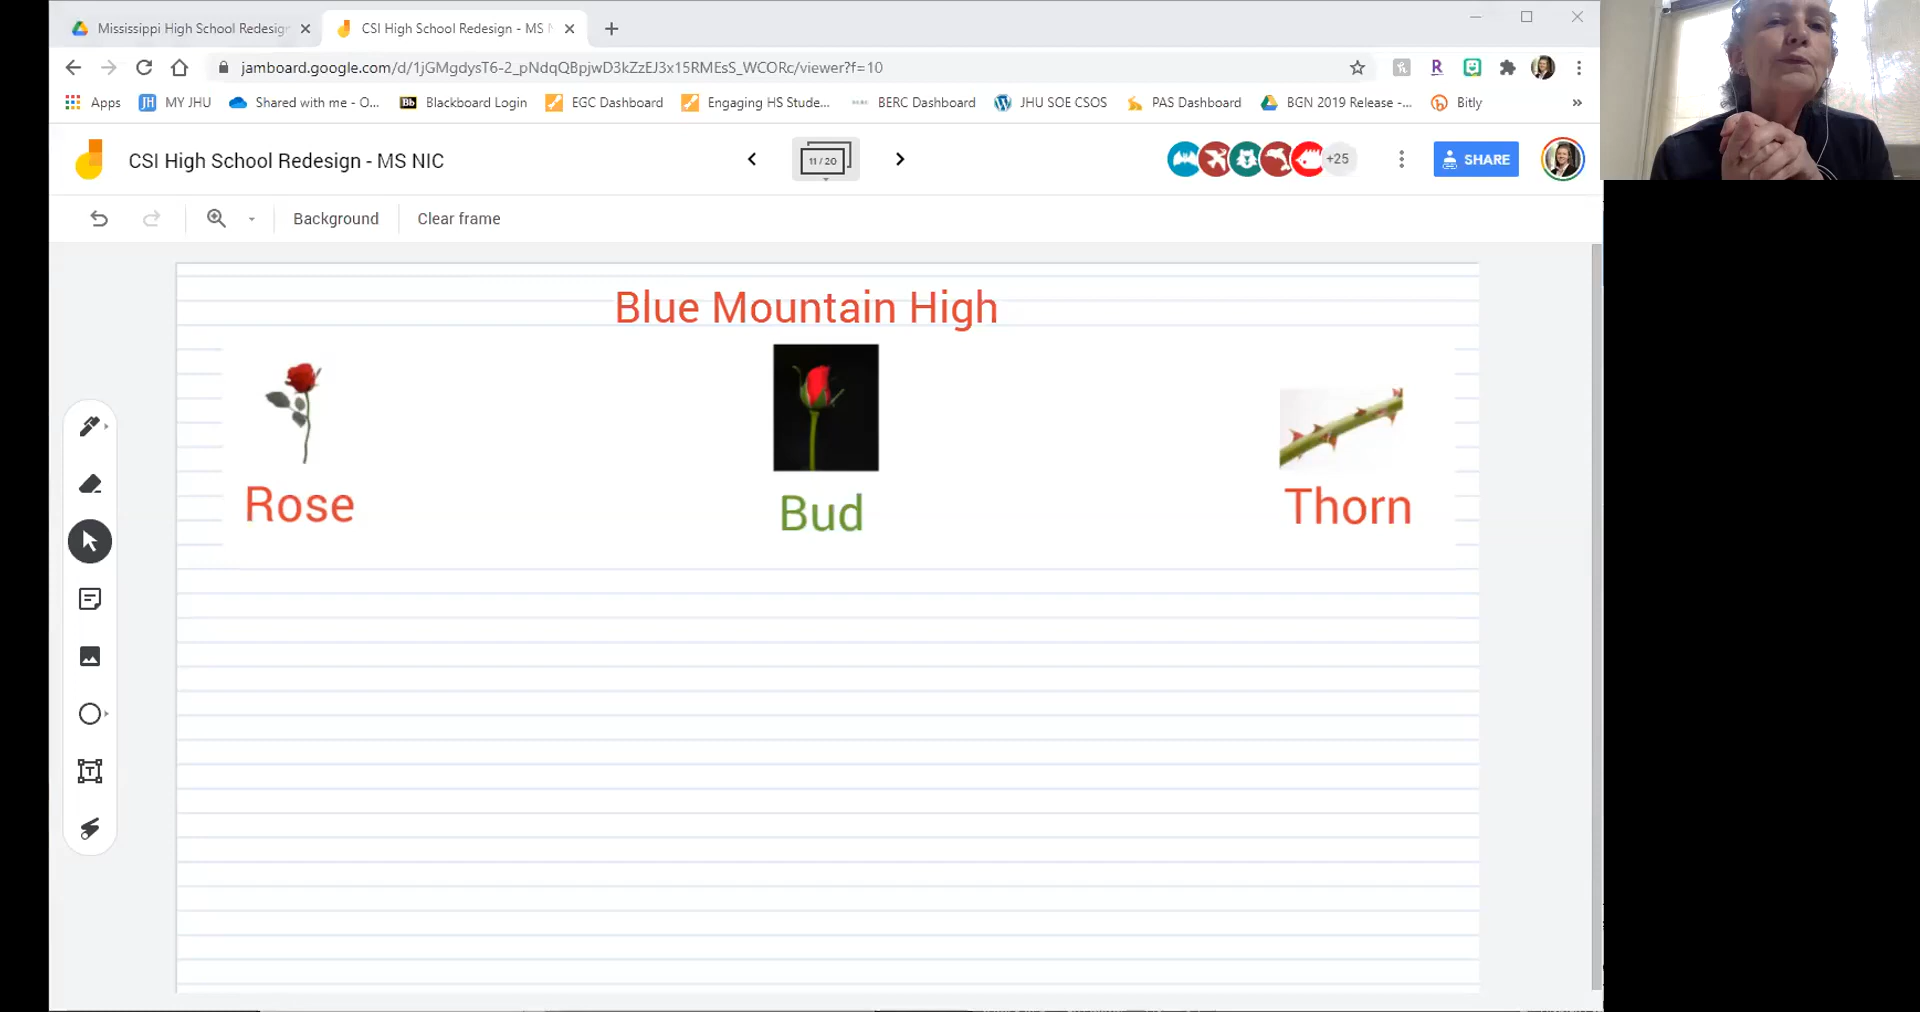 Mississippi High School Redesign
CSI High School Redesign - MS N
jamboard.google.com/d/1jGMgdysT6-2_pNdqQBpjwD3kZzEJ3x15RMEsS_WCORc/viewer?f=10
Apps MY JHU Shared with me - O... Bb Blackboard Login EGC Dashboard Engaging HS Stude... BERC Dashboard JHU SOE CSOS PAS Dashboard BGN 2019 Release -... Bitly
CSI High School Redesign - MS NIC
11 / 20
+25
SHARE
Background
Clear frame
Blue Mountain High
Rose
Bud
Thorn